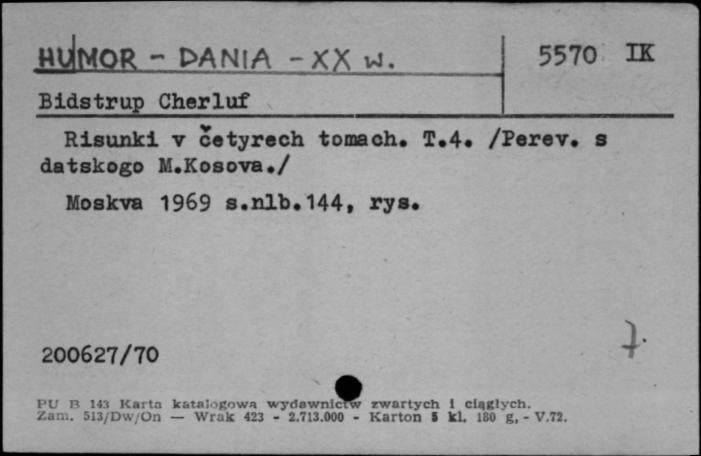 HUMOR - DANIA - XX w.
5570 IK
Bidstrup Cherluf
Risunki v četyrech tomach. T.4. /Perev. s
datskogo M.Kosova./
Moskva 1969 s.nlb.144, rys.
7.
200627/70
PU B 143 Karta katalogowa wydawnictw zwartych i ciągłych.
Zam. 513/Dw/On — Wrak 423 - 2.713.000 - Karton 5 kl. 180 g. - V.72.